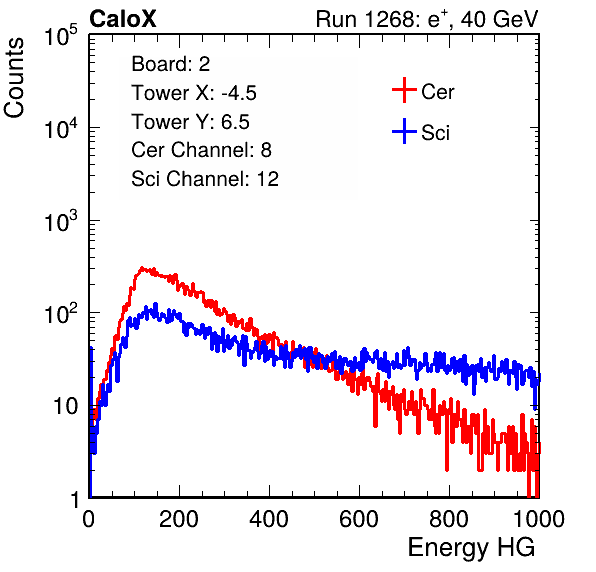 CaloX Run 1268: e⁺, 40 GeV
Counts
10⁵
10⁴
10³
10²
10
1
Board: 2
Tower X: -4.5
Tower Y: 6.5
Cer Channel: 8
Sci Channel: 12
Cer
Sci
0 200 400 600 800 1000
Energy HG